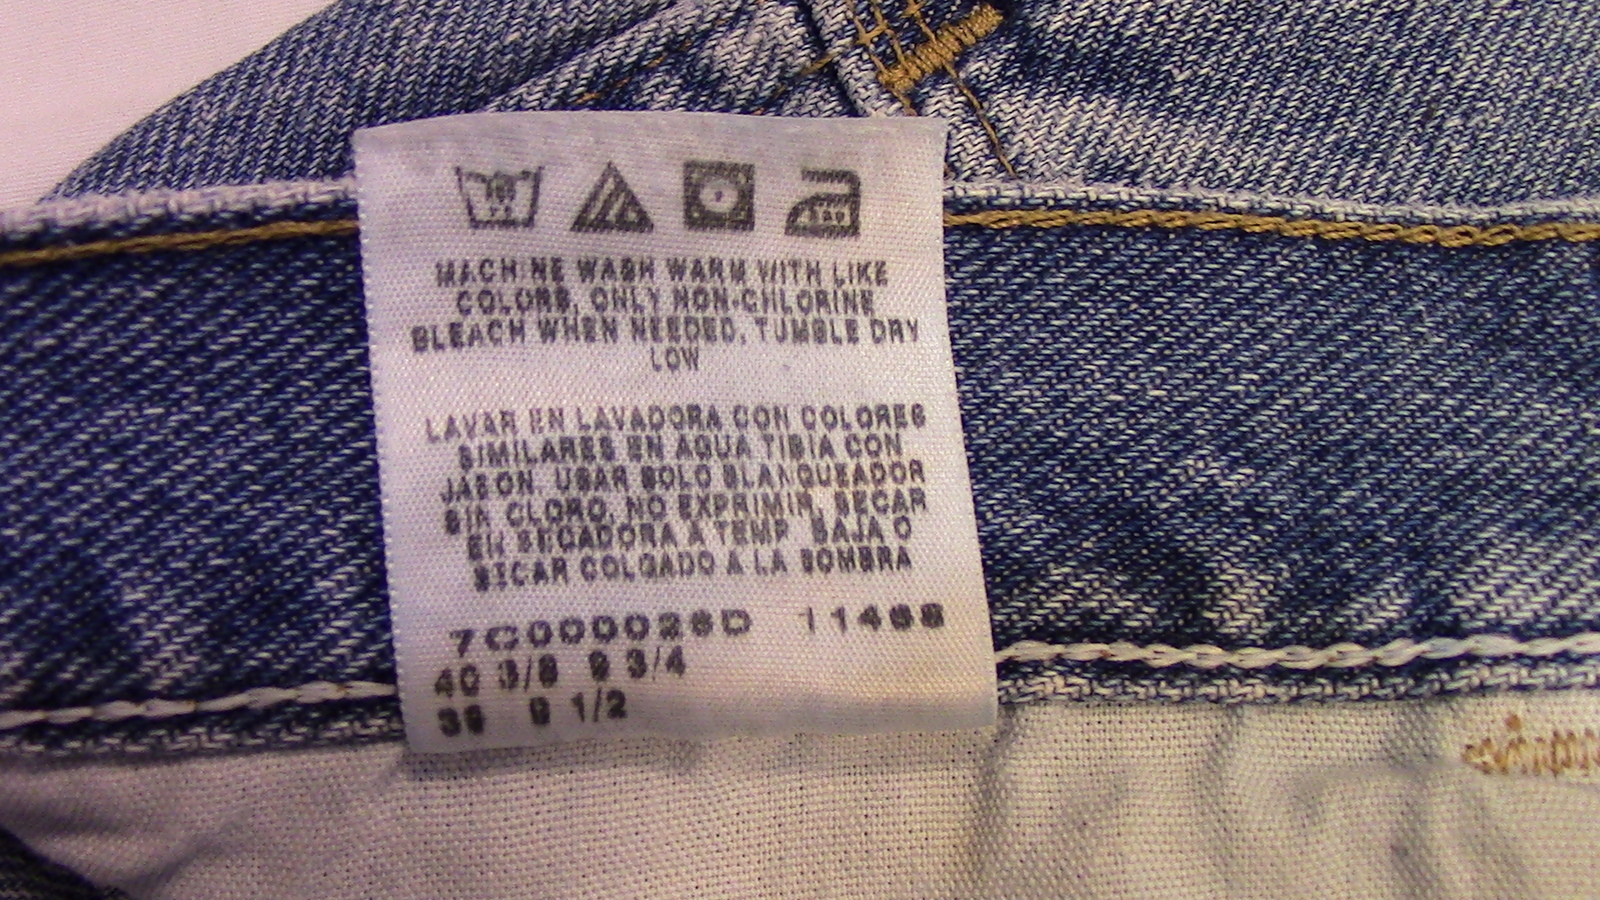 MACHINE WASH WARM WITH LIKE
COLORS, ONLY NON-CHLORINE
BLEACH WHEN NEEDED, TUMBLE DRY
LOW
LAVAR EN LAVADORA CON COLORES
SIMILARES EN AGUA TIBIA CON
JABON. USAR SOLO BLANQUEADOR
SIN CLORO, NO EXPRIMIR, SECAR
EN SECADORA A TEMP BAJA O
SECAR COLGADO A LA SOMBRA
7C000026D 11468
40 3/8 9 3/4
36 9 1/2